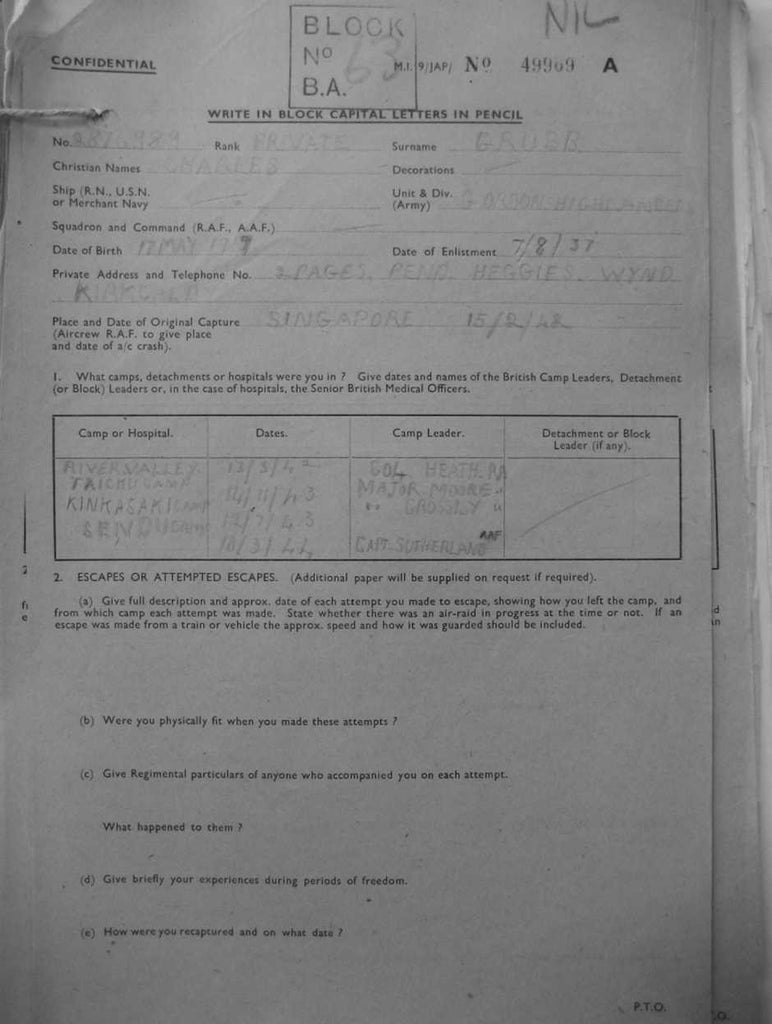 BLOCK
Nº 63
B.A.
NIL
CONFIDENTIAL
M.I. 9/JAP/ Nº 49969 A
WRITE IN BLOCK CAPITAL LETTERS IN PENCIL
No. Rank PRIVATE Surname GRUBB
Christian Names CHARLES Decorations
Ship (R.N., U.S.N. or Merchant Navy
Unit & Div. (Army) GORDON HIGHLANDERS
Squadron and Command (R.A.F., A.A.F.)
Date of Birth 17 MAY Date of Enlistment 7/8/37
Private Address and Telephone No. 2 PAGES, PEND. HEGGIES. WYND
Place and Date of Original Capture SINGAPORE 15/2/42
(Aircrew R.A.F. to give place
and date of a/c crash).
1. What camps, detachments or hospitals were you in ? Give dates and names of the British Camp Leaders, Detachment
(or Block) Leaders or, in the case of hospitals, the Senior British Medical Officers.
Camp or Hospital. Dates. Camp Leader. Detachment or Block
Leader (if any).
RIVER VALLEY COL HEATH. RA
TAICHU CAMP 14/11/43 MAJOR MOORE
KINKASAKI CAMP 12/7/43 " CROSSLY "
SENDU CAMP 18/3/44 CAPT. SUTHERLAND
2. ESCAPES OR ATTEMPTED ESCAPES. (Additional paper will be supplied on request if required).
(a) Give full description and approx. date of each attempt you made to escape, showing how you left the camp, and
from which camp each attempt was made. State whether there was an air-raid in progress at the time or not. If an
escape was made from a train or vehicle the approx. speed and how it was guarded should be included.
(b) Were you physically fit when you made these attempts ?
(c) Give Regimental particulars of anyone who accompanied you on each attempt.
What happened to them ?
(d) Give briefly your experiences during periods of freedom.
(e) How were you recaptured and on what date ?
P.T.O.